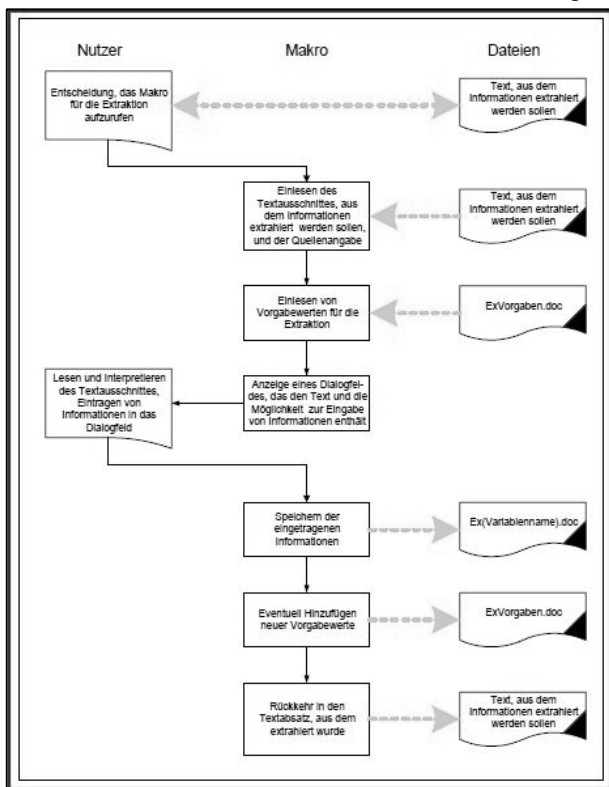 Nutzer
Makro
Dateien
Entscheidung, das Makro
für die Extraktion
aufzurufen
Text, aus dem
Informationen extrahiert
werden sollen
Einlesen des
Textausschnittes, aus
dem Informationen
extrahiert werden sollen,
und der Quellenangabe
Text, aus dem
Informationen extrahiert
werden sollen
Einlesen von
Vorgabewerten für die
Extraktion
ExVorgaben.doc
Lesen und Interpretieren
des Textausschnittes,
Eintragen von
Informationen in das
Dialogfeld
Anzeige eines Dialogfel-
des, das den Text und die
Möglichkeit zur Eingabe
von Informationen enthält
Speichern der
eingetragenen
Informationen
Ex(Variablenname).doc
Eventuell Hinzufügen
neuer Vorgabewerte
ExVorgaben.doc
Rückkehr in den
Textabsatz, aus dem
extrahiert wurde
Text, aus dem
Informationen extrahiert
werden sollen